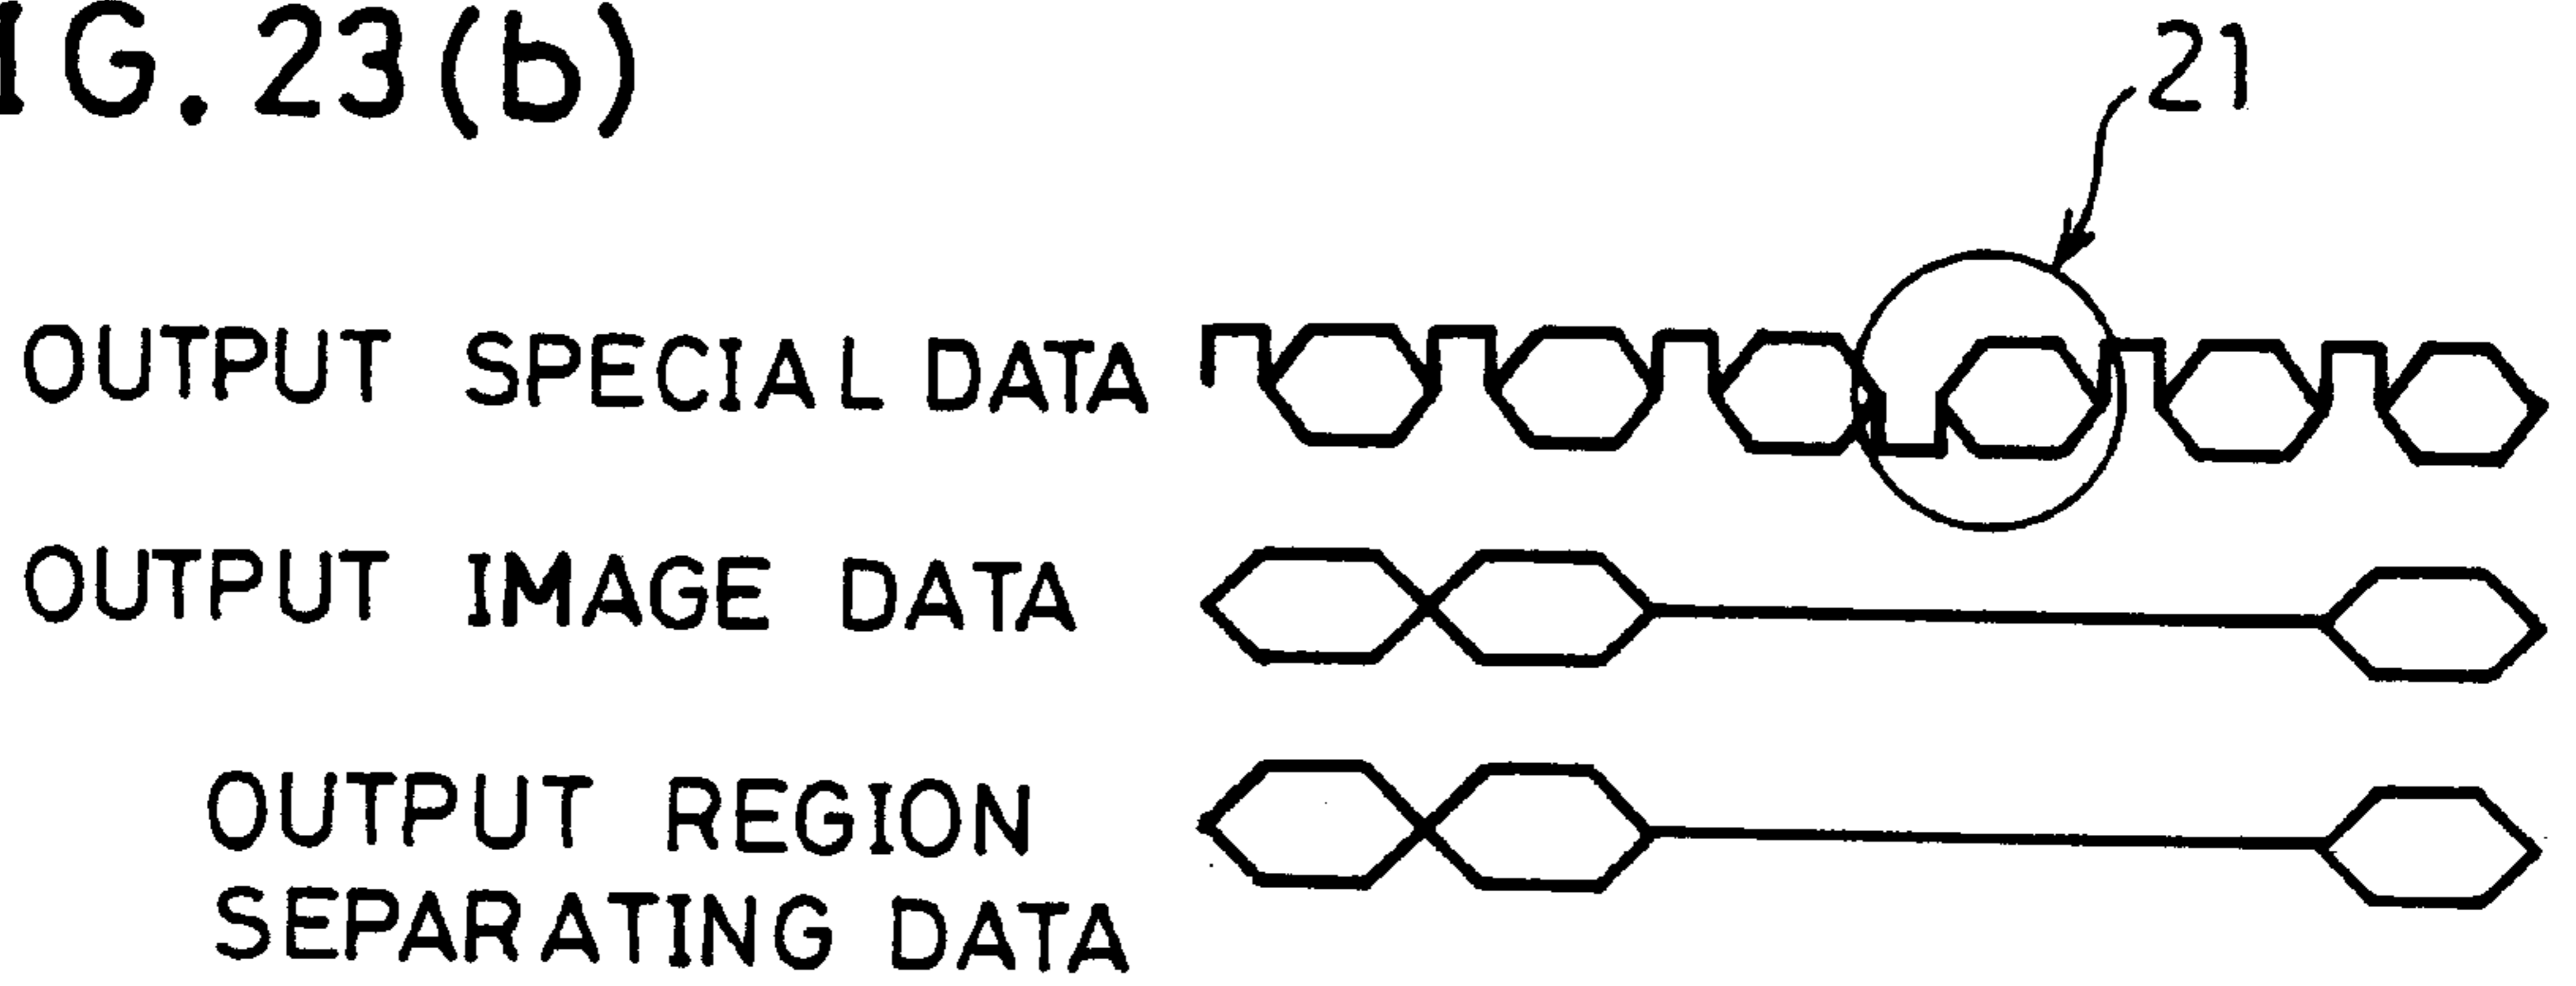 IG. 23(b)
21
OUTPUT SPECIAL DATA
OUTPUT IMAGE DATA
OUTPUT REGION
SEPARATING DATA